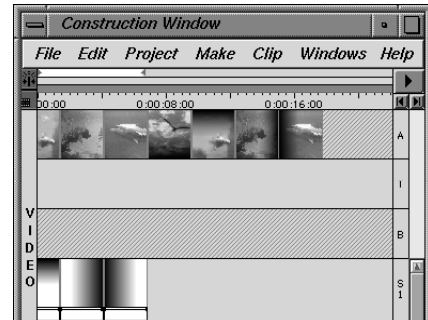 Construction Window
File Edit Project Make Clip Windows Help
00:00 0:00:08:00 0:00:16:00
A
I
B
VIDEO
S1